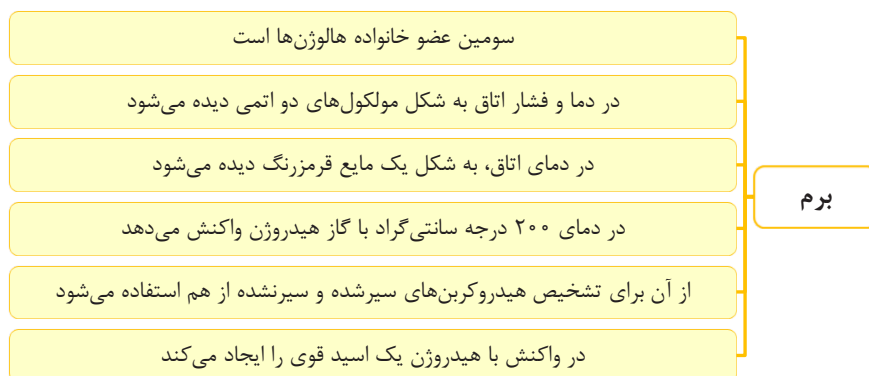 برم
سومین عضو خانواده هالوژن‌ها است
در دما و فشار اتاق به شکل مولکول‌های دو اتمی دیده می‌شود
در دمای اتاق، به شکل یک مایع قرمزرنگ دیده می‌شود
در دمای ۲۰۰ درجه سانتی‌گراد با گاز هیدروژن واکنش می‌دهد
از آن برای تشخیص هیدروکربن‌های سیرشده و سیرنشده از هم استفاده می‌شود
در واکنش با هیدروژن یک اسید قوی را ایجاد می‌کند